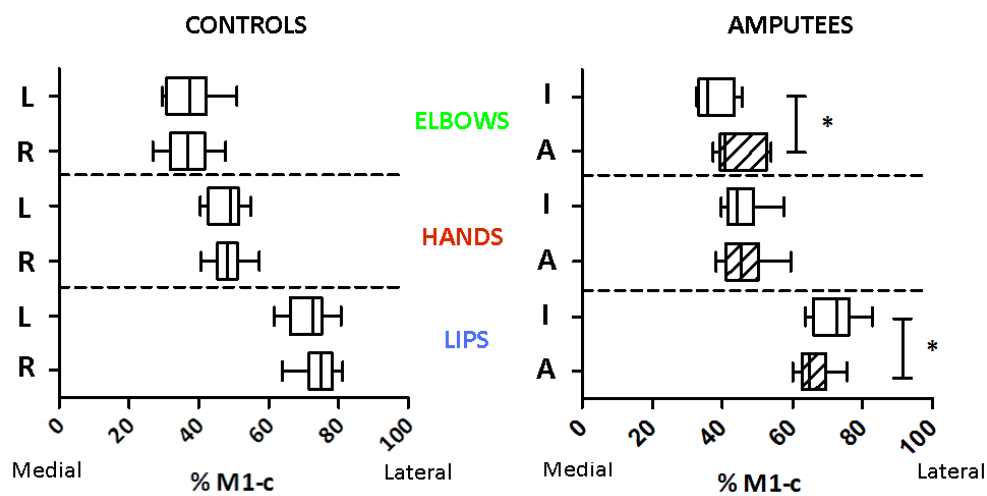 CONTROLS
L
R
L
R
L
R
0
20
40
60
80
100
Medial
% M1-c
Lateral
ELBOWS
HANDS
LIPS
AMPUTEES
I
A
I
A
I
A
*
*
0
20
40
60
80
100
Medial
% M1-c
Lateral